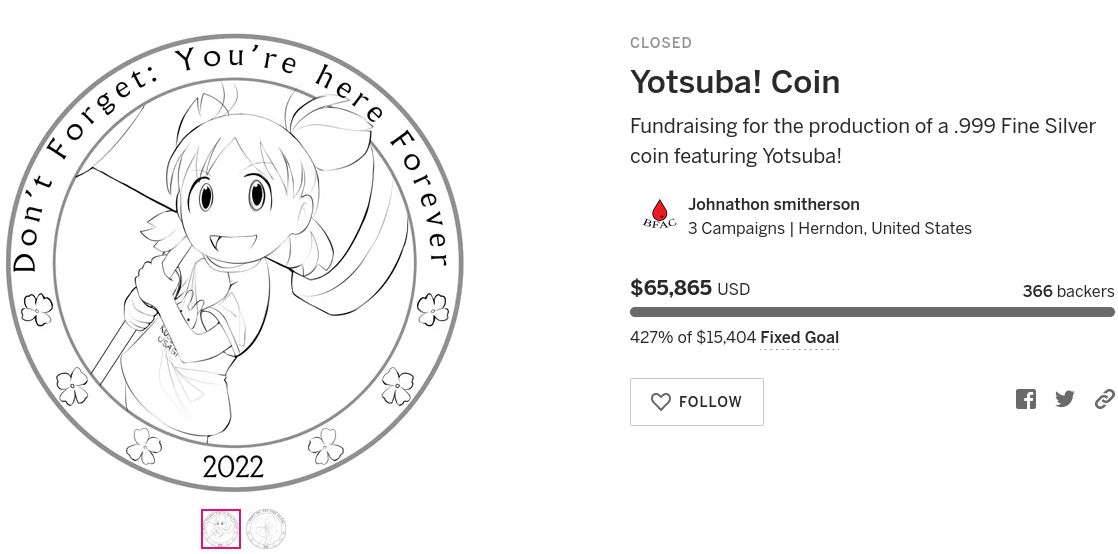 Don't Forget: You're here Forever
KOIS
USAGI
2022
CLOSED
Yotsuba! Coin
Fundraising for the production of a .999 Fine Silver
coin featuring Yotsuba!
BFAC
Johnathon smitherson
3 Campaigns | Herndon, United States
$65,865 USD
366 backers
427% of $15,404 Fixed Goal
FOLLOW